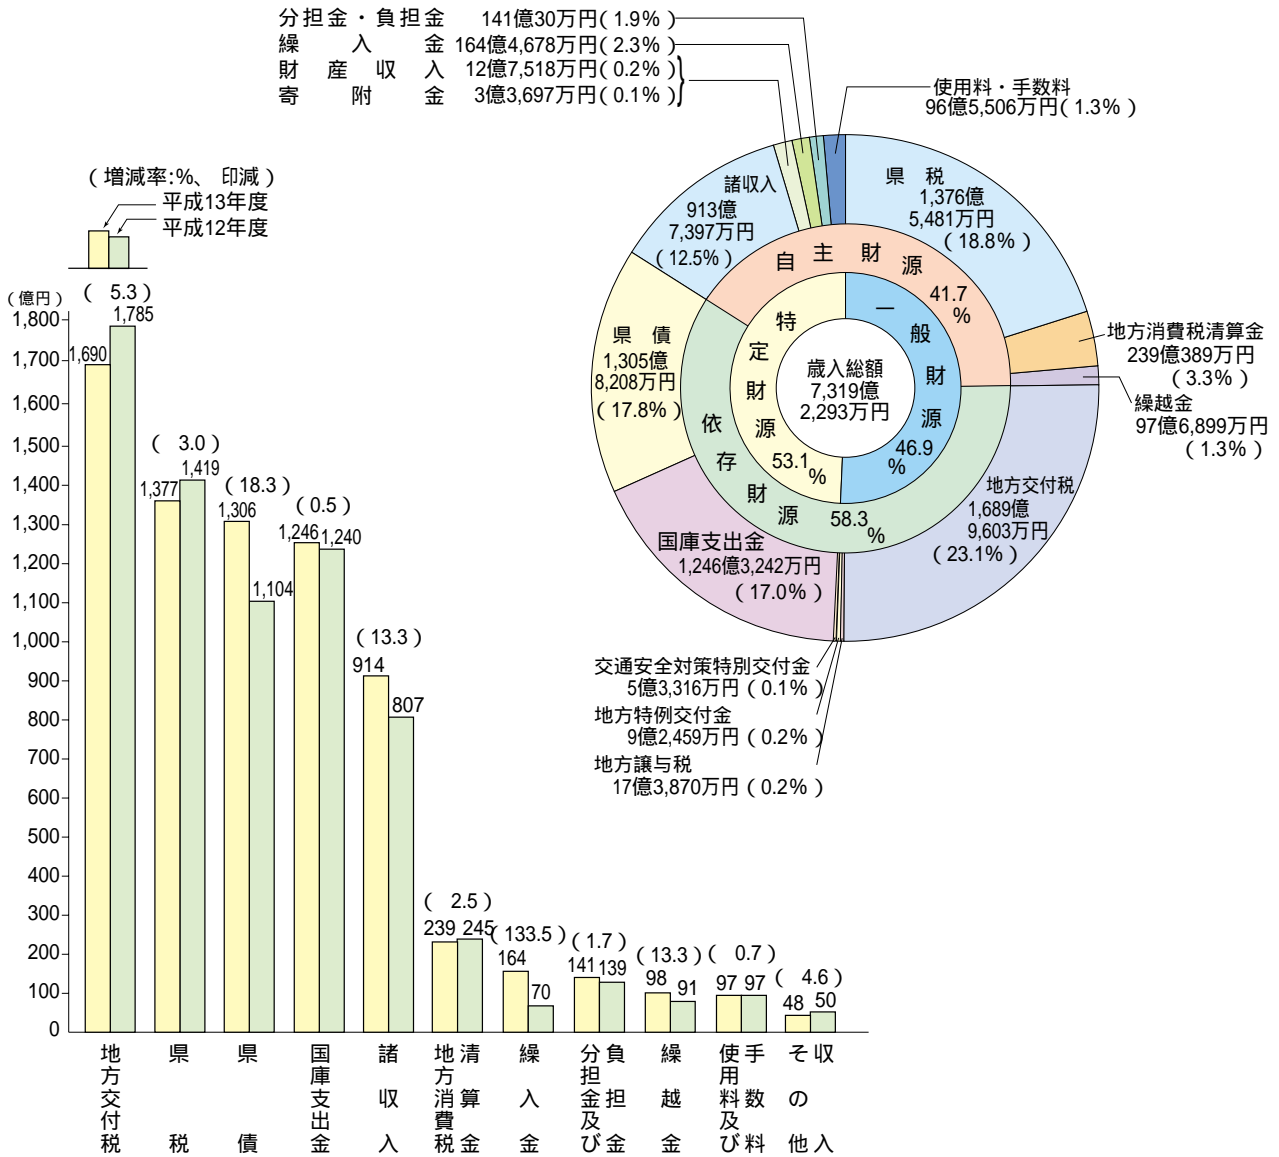 分担金・負担金 141億30万円(1.9%)
繰入金 164億4,678万円(2.3%)
財産収入 12億7,518万円(0.2%)
寄附金 3億3,697万円(0.1%)
使用料・手数料
96億5,506万円(1.3%)
県税
1,376億
5,481万円
(18.8%)
地方消費税清算金
239億389万円
(3.3%)
繰越金
97億6,899万円
(1.3%)
地方交付税
1,689億
9,603万円
(23.1%)
地方譲与税
17億3,870万円(0.2%)
地方特例交付金
9億2,459万円(0.2%)
交通安全対策特別交付金
5億3,316万円(0.1%)
国庫支出金
1,246億3,242万円
(17.0%)
県債
1,305億
8,208万円
(17.8%)
諸収入
913億
7,397万円
(12.5%)
自主財源
41.7
%
依存財源
58.3
%
一般財源
46.9
%
特定財源
53.1
%
歳入総額
7,319億
2,293万円
(増減率:%、 印減)
平成13年度
平成12年度
(億円)
1,800
1,700
1,600
1,500
1,400
1,300
1,200
1,100
1,000
900
800
700
600
500
400
300
200
100
0
( 5.3)
1,690
1,785
地方交付税
( 3.0)
1,377
1,419
県税
(18.3)
1,306
1,104
県債
(0.5)
1,246
1,240
国庫支出金
(13.3)
914
807
諸収入
( 2.5)
239
245
地方消費税
清算金
(133.5)
164
70
繰入金
(1.7)
141
139
分担金及び
負担金
(13.3)
98
91
繰越金
( 0.7)
97
97
使用料及び
手数料
( 4.6)
48
50
その他
収入